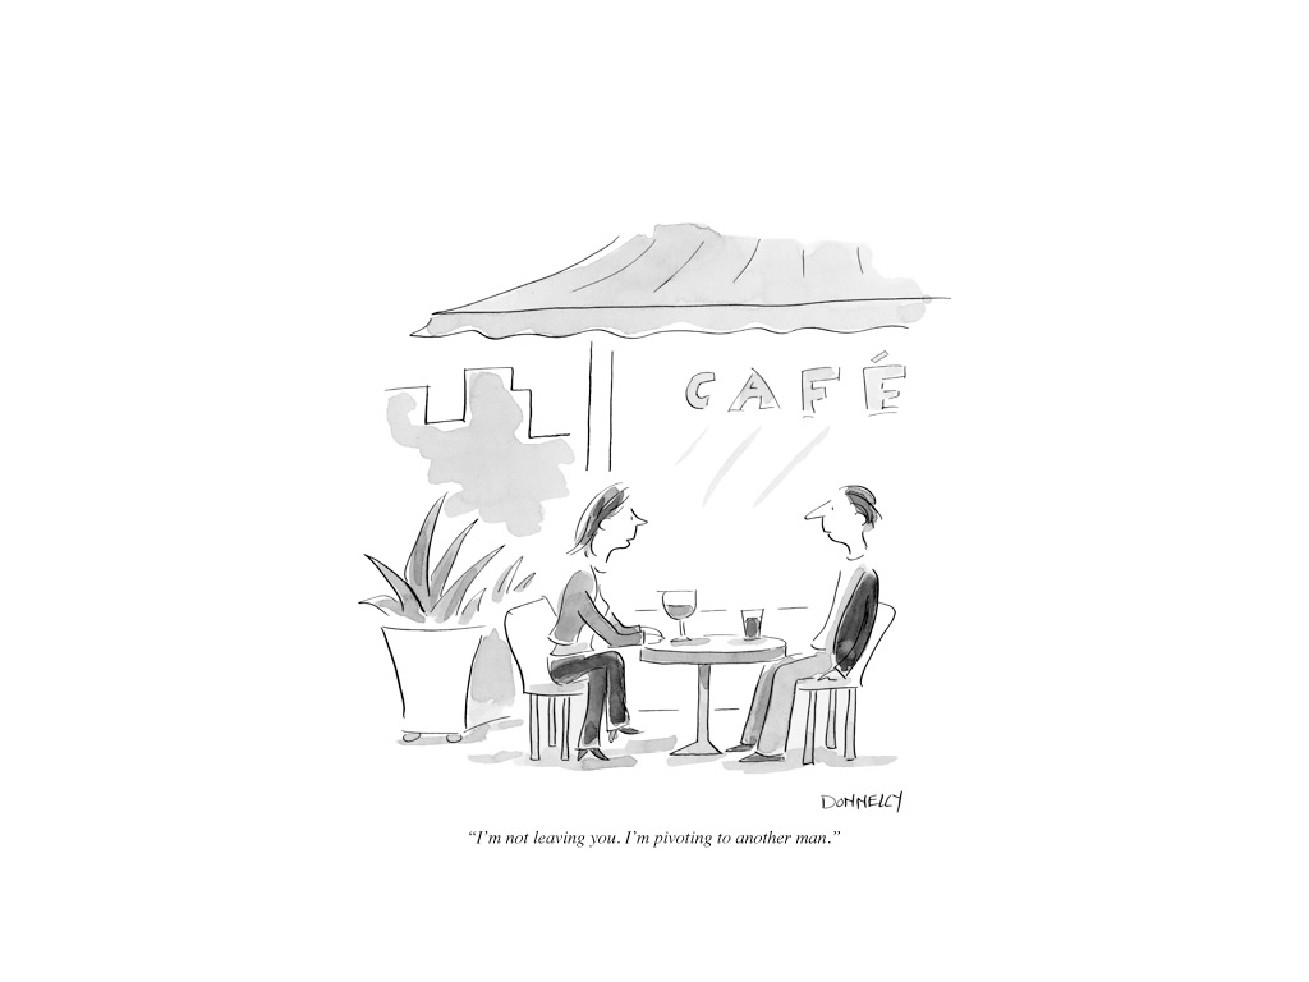 CAFÉ
DONNELLY
“I’m not leaving you. I’m pivoting to another man.”